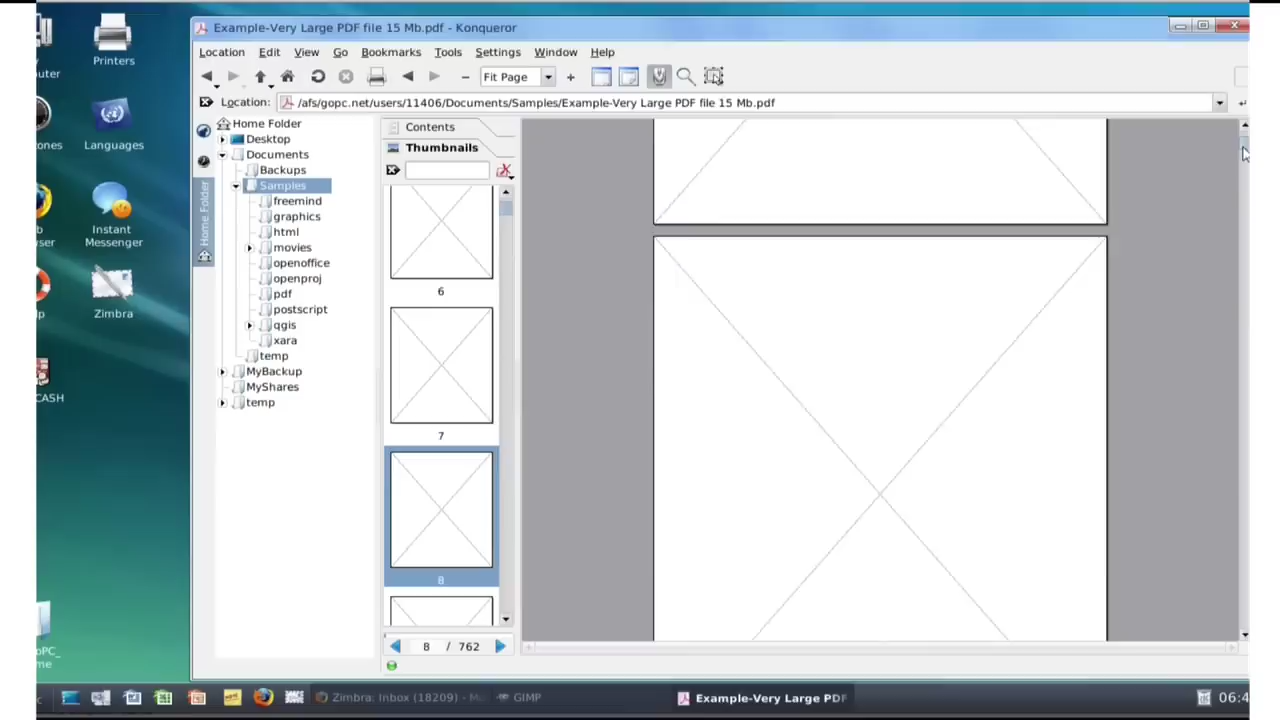 Example-Very Large PDF file 15 Mb.pdf - Konqueror
Location Edit View Go Bookmarks Tools Settings Window Help
Fit Page
Location: /afs/gopc.net/users/11406/Documents/Samples/Example-Very Large PDF file 15 Mb.pdf
Printers
Languages
Instant
Messenger
Zimbra
CASH
Home Folder
Home Folder
Desktop
Documents
Backups
Samples
freemind
graphics
html
movies
openoffice
openproj
pdf
postscript
qgis
xara
temp
MyBackup
MyShares
temp
Contents
Thumbnails
6
7
8
8 / 762
Zimbra: Inbox (18209) -
GIMP
Example-Very Large PDF